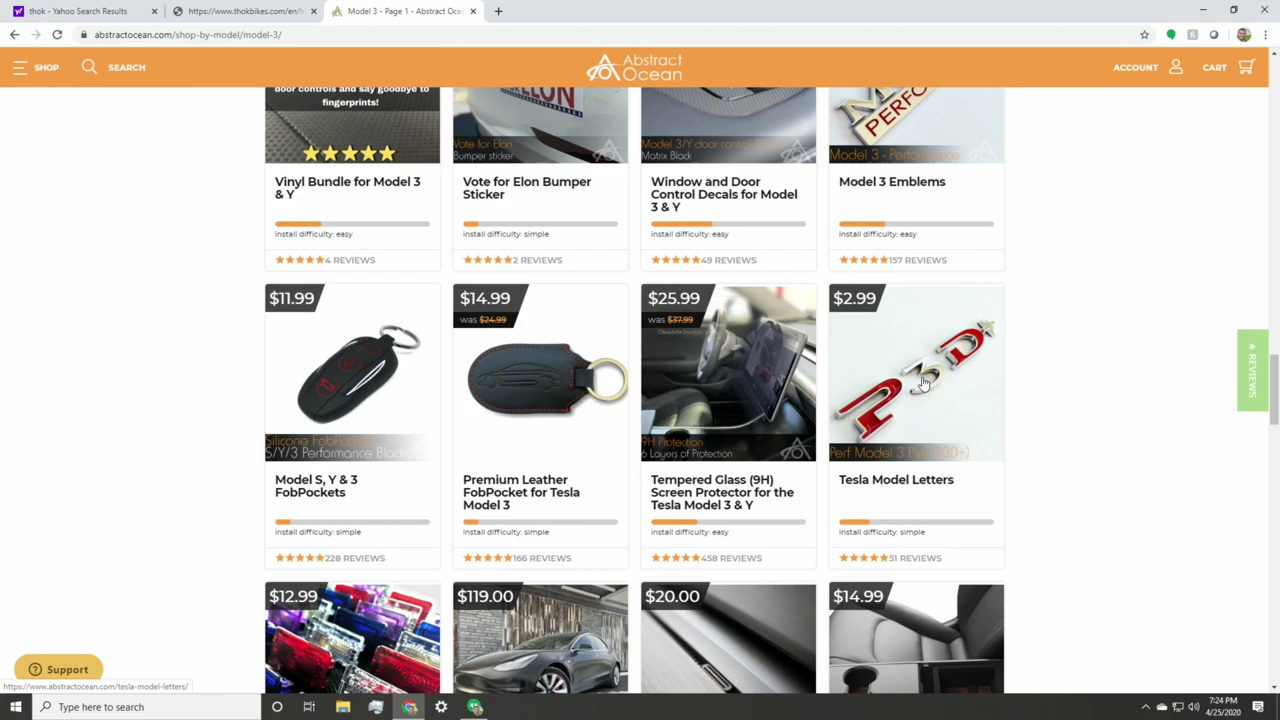 thok - Yahoo Search Results
https://www.thokbikes.com/en/h
Model 3 - Page 1 - Abstract Oce
abstractocean.com/shop-by-model/model-3/
SHOP
SEARCH
Abstract
Ocean
ACCOUNT
CART
door controls and say goodbye to
fingerprints!
Vote for Elon
Bumper sticker
Model 3/Y door control
Matrix Black
PERFO
Model 3 - Performance
Vinyl Bundle for Model 3
& Y
install difficulty: easy
4 REVIEWS
Vote for Elon Bumper
Sticker
install difficulty: simple
2 REVIEWS
Window and Door
Control Decals for Model
3 & Y
install difficulty: easy
49 REVIEWS
Model 3 Emblems
install difficulty: easy
157 REVIEWS
$11.99
Silicone FobPocket
S/Y/3 Performance Black
Model S, Y & 3
FobPockets
install difficulty: simple
228 REVIEWS
$14.99
was $24.99
Premium Leather
FobPocket for Tesla
Model 3
install difficulty: simple
166 REVIEWS
$25.99
was $37.99
9H Protection
6 Layers of Protection
Tempered Glass (9H)
Screen Protector for the
Tesla Model 3 & Y
install difficulty: easy
458 REVIEWS
$2.99
P3D+
Perf Model 3 Plus (P3D+)
Tesla Model Letters
install difficulty: simple
51 REVIEWS
★ REVIEWS
$12.99
$119.00
$20.00
$14.99
Support
https://www.abstractocean.com/tesla-model-letters/
Type here to search
7:24 PM
4/25/2020